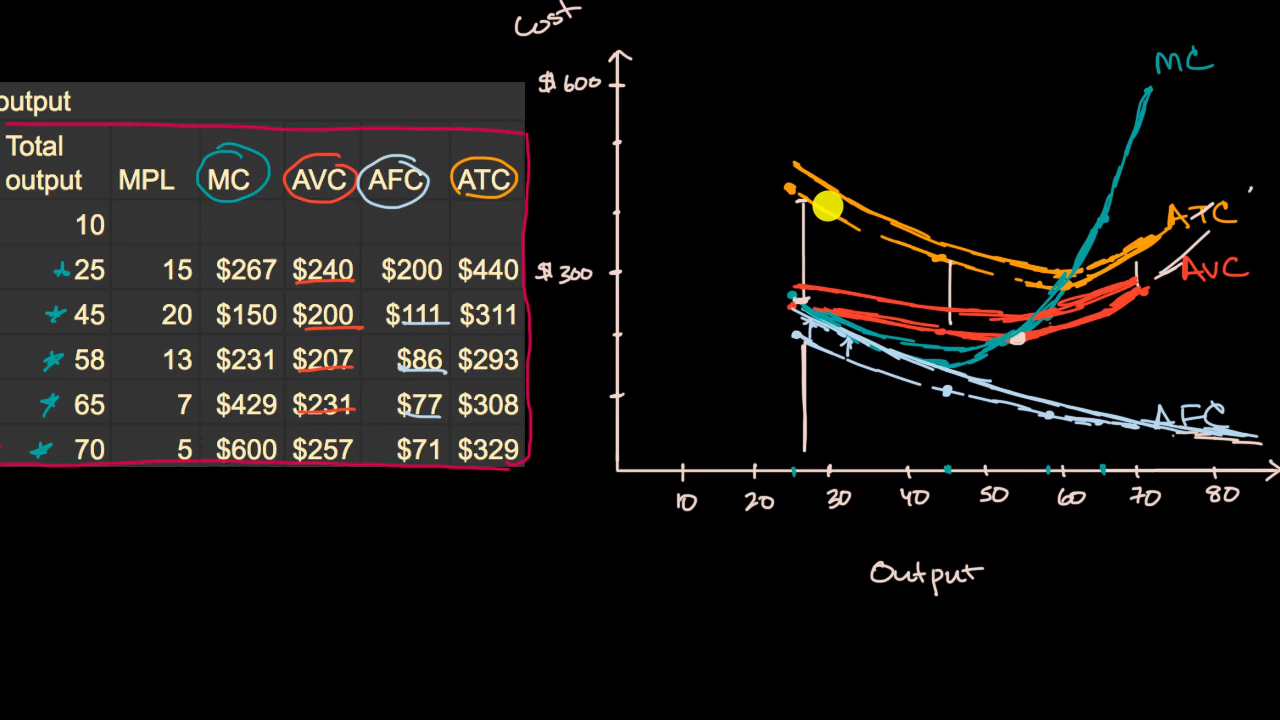 output
Total output MPL MC AVC AFC ATC
10
25 15 $267 $240 $200 $440
45 20 $150 $200 $111 $311
58 13 $231 $207 $86 $293
65 7 $429 $231 $77 $308
70 5 $600 $257 $71 $329
Cost
$600
$300
MC
ATC
AVC
AFC
10 20 30 40 50 60 70 80
Output